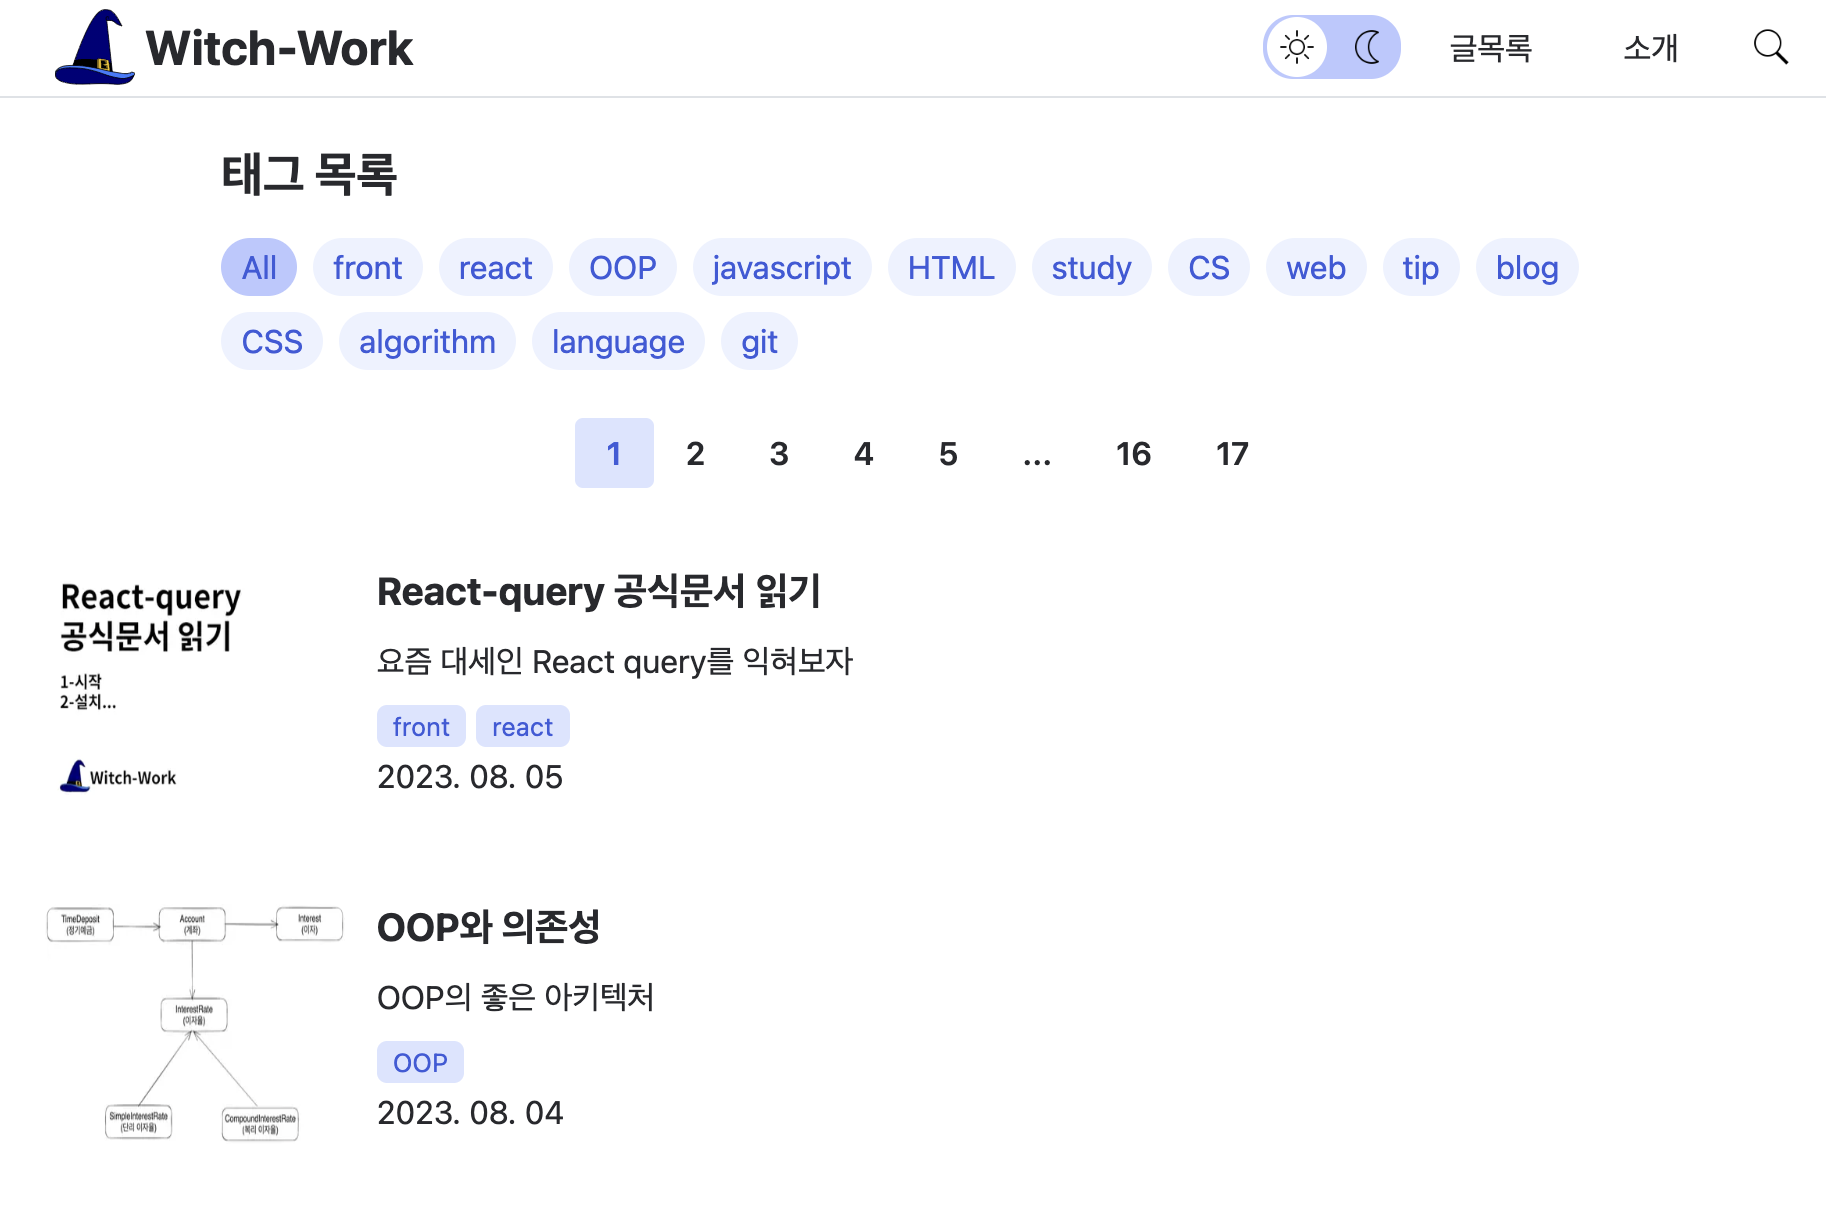 Witch-Work
글목록 소개
태그 목록
All front react OOP javascript HTML study CS web tip blog
CSS algorithm language git
1 2 3 4 5 ... 16 17
React-query
공식문서 읽기
1-시작
2-설치...
Witch-Work
React-query 공식문서 읽기
요즘 대세인 React query를 익혀보자
front react
2023. 08. 05
TimeDeposit
(정기예금)
Account
(계좌)
Interest
(이자)
InterestRate
(이자율)
SimpleInterestRate
(단리 이자율)
CompoundInterestRate
(복리 이자율)
OOP와 의존성
OOP의 좋은 아키텍처
OOP
2023. 08. 04